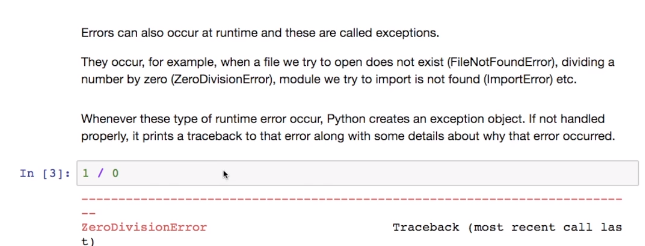 Errors can also occur at runtime and these are called exceptions.
They occur, for example, when a file we try to open does not exist (FileNotFoundError), dividing a
number by zero (ZeroDivisionError), module we try to import is not found (ImportError) etc.
Whenever these type of runtime error occur, Python creates an exception object. If not handled
properly, it prints a traceback to that error along with some details about why that error occurred.
In [3]: 1 / 0
---------------------------------------------------------------------------
--
ZeroDivisionError Traceback (most recent call las
t)